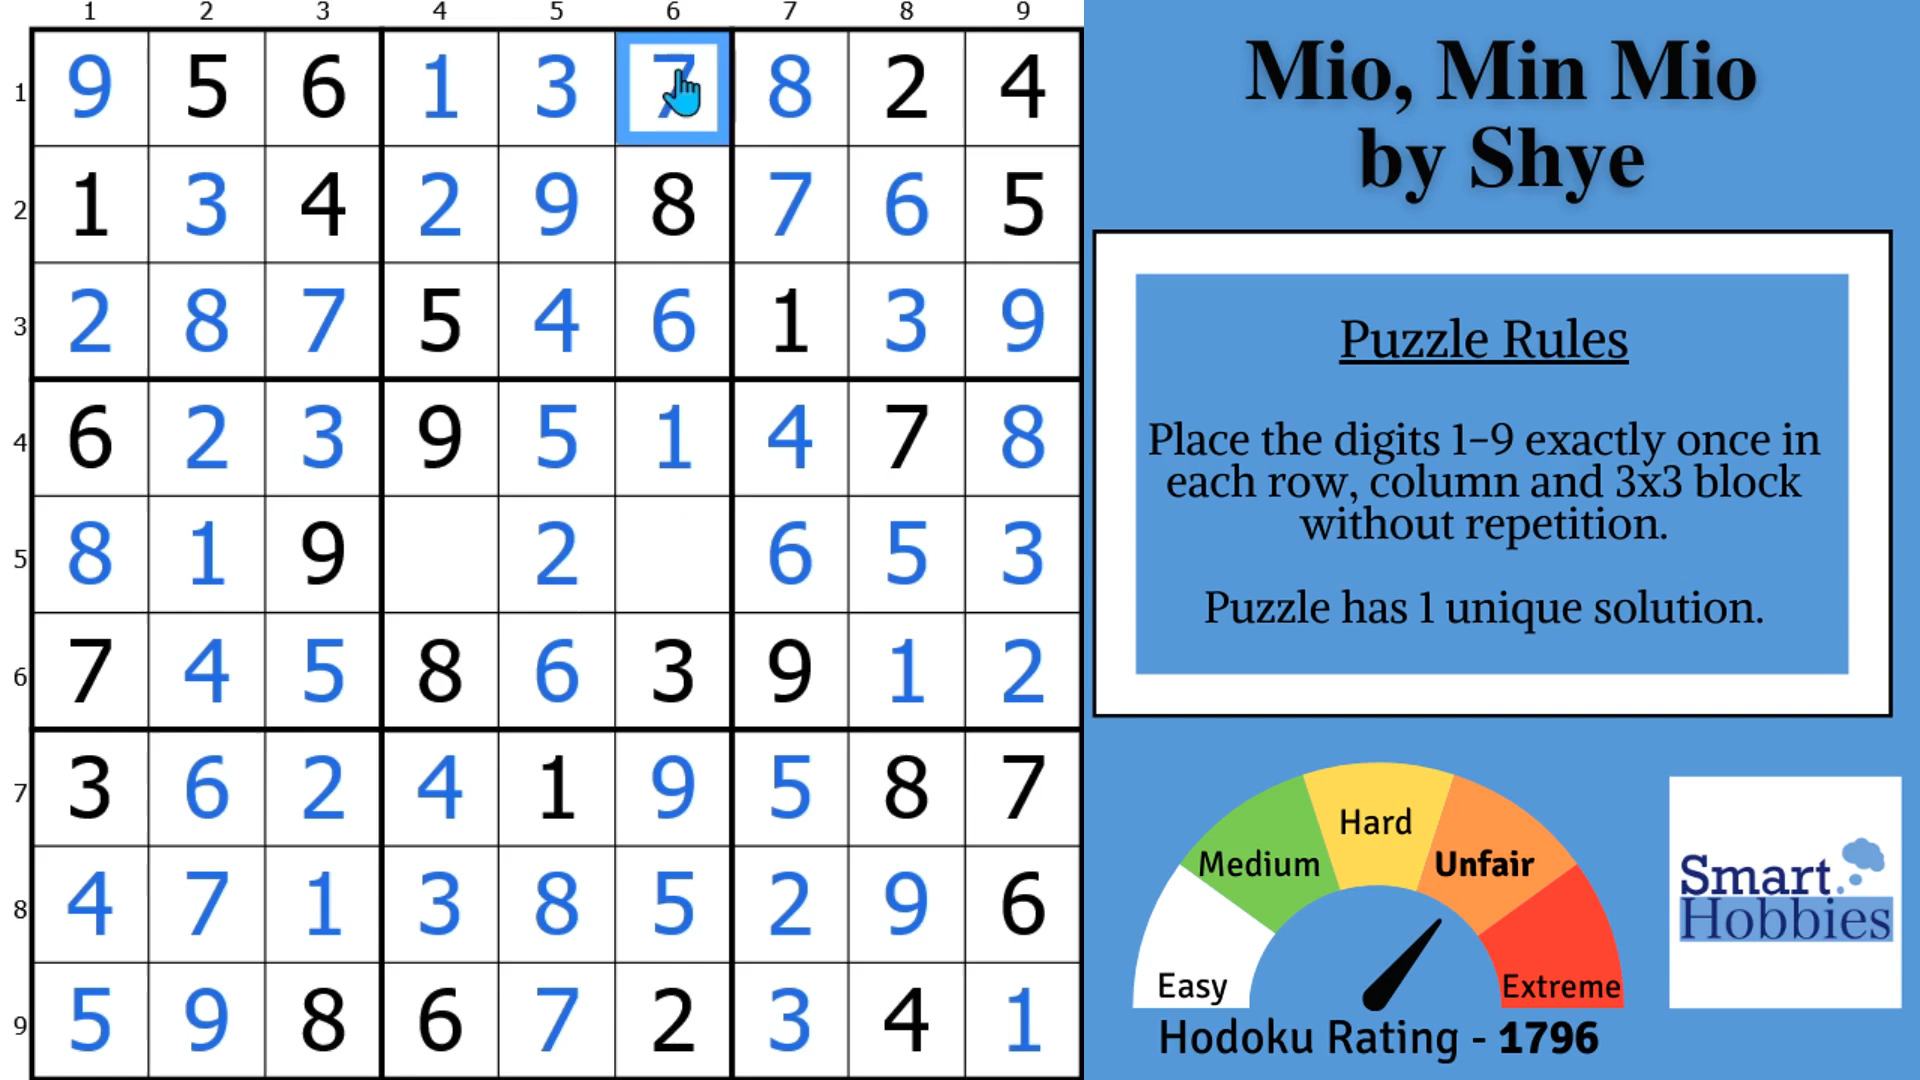 1 2 3 4 5 6 7 8 9
1 9 5 6 1 3 7 8 2 4
2 1 3 4 2 9 8 7 6 5
3 2 8 7 5 4 6 1 3 9
4 6 2 3 9 5 1 4 7 8
5 8 1 9 2 6 5 3
6 7 4 5 8 6 3 9 1 2
7 3 6 2 4 1 9 5 8 7
8 4 7 1 3 8 5 2 9 6
9 5 9 8 6 7 2 3 4 1
Mio, Min Mio
by Shye
Puzzle Rules
Place the digits 1-9 exactly once in
each row, column and 3x3 block
without repetition.
Puzzle has 1 unique solution.
Easy
Medium
Hard
Unfair
Extreme
Hodoku Rating - 1796
Smart
Hobbies